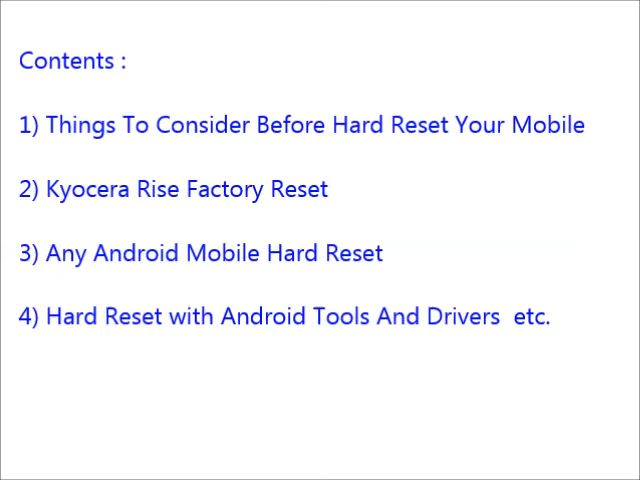 Contents :
1) Things To Consider Before Hard Reset Your Mobile
2) Kyocera Rise Factory Reset
3) Any Android Mobile Hard Reset
4) Hard Reset with Android Tools And Drivers  etc.